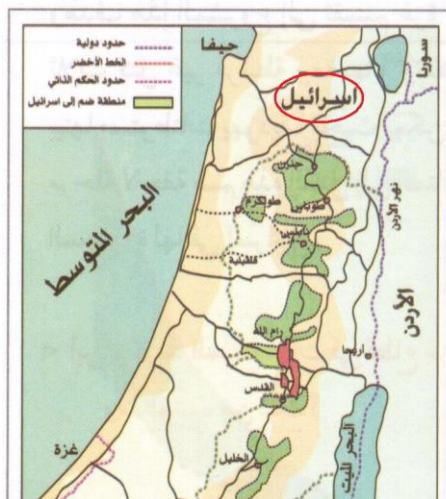 حدود دولية
الخط الأخضر
حدود الحكم الذاتي
منطقة ضم إلى اسرائيل
حيفا
سوريا
اسرائيل
جنين
طوباس
طولكرم
نابلس
قلقيلية
نهر الأردن
البحر المتوسط
الأردن
رام الله
أريحا
القدس
البحر الميت
الخليل
غزة